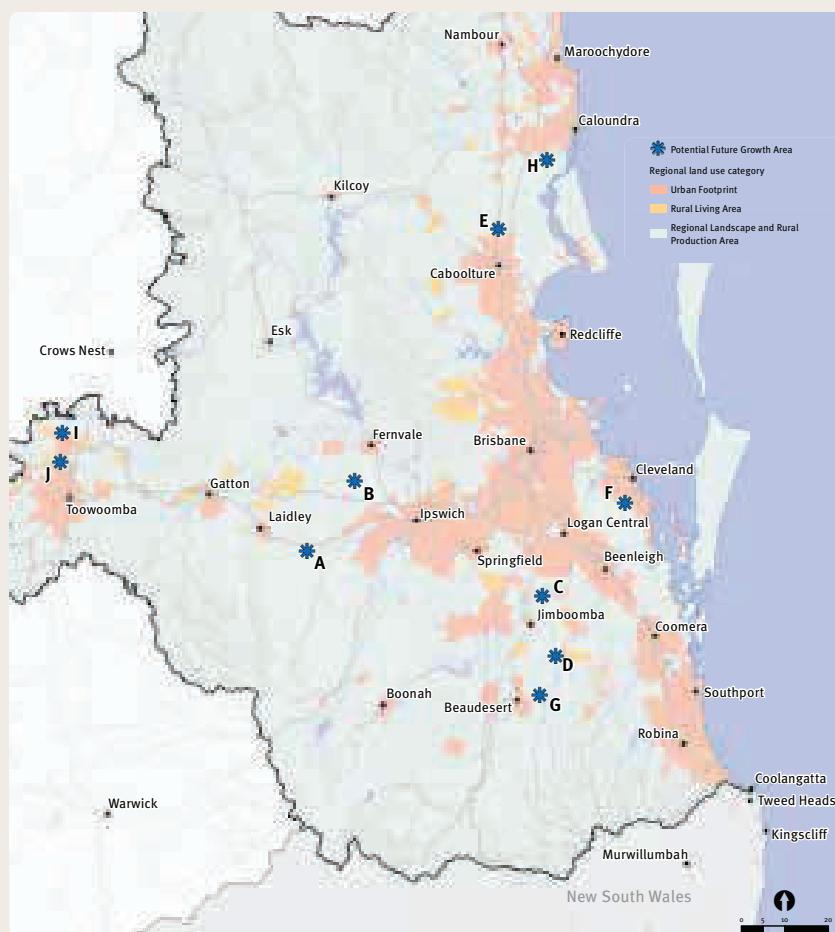 Nambour
Maroochydore
Caloundra
Potential Future Growth Area
H
Regional land use category
Kilcoy
Urban Footprint
Rural Living Area
E
Regional Landscape and Rural
Production Area
Caboolture
Esk
Redcliffe
Crows Nest
I
Fernvale
Brisbane
J
Cleveland
Gatton
B
F
Toowoomba
Laidley
Ipswich
Logan Central
A
Springfield
Beenleigh
C
Jimboomba
Coomera
D
Boonah
Beaudesert
G
Southport
Robina
Coolangatta
Warwick
Tweed Heads
Kingscliff
Murwillumbah
New South Wales
0 5 10 20